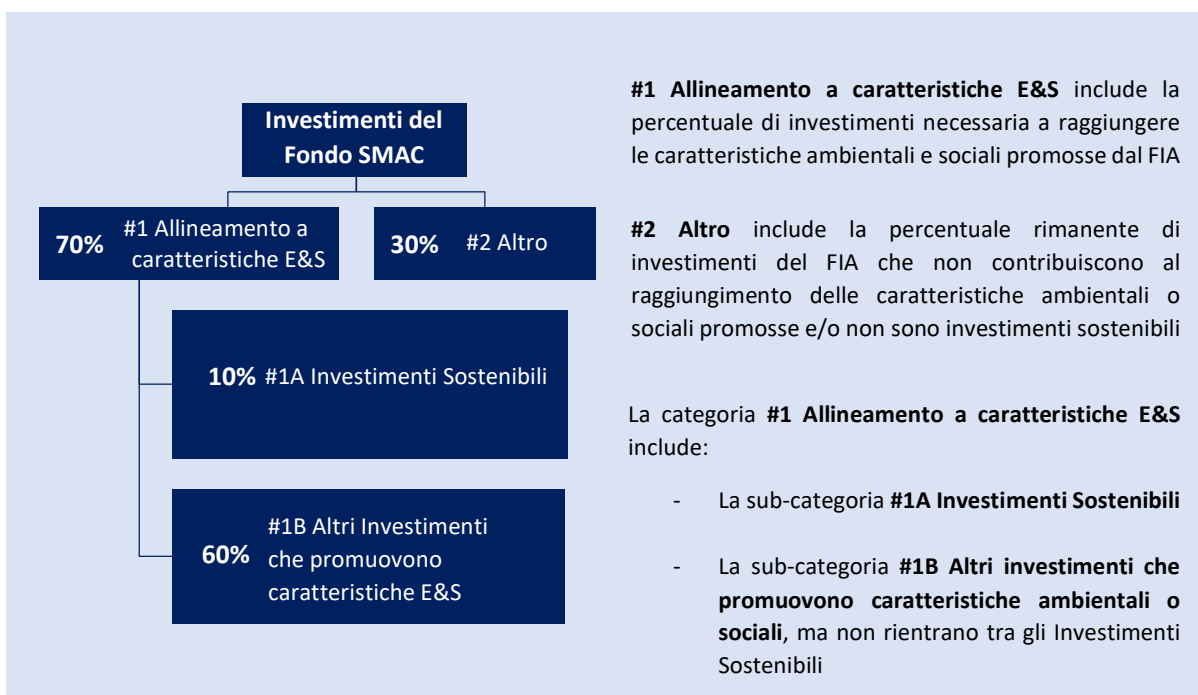 Investimenti del
Fondo SMAC
70% #1 Allineamento a
caratteristiche E&S
30% #2 Altro
10% #1A Investimenti Sostenibili
#1B Altri Investimenti
60% che promuovono
caratteristiche E&S
#1 Allineamento a caratteristiche E&S include la
percentuale di investimenti necessaria a raggiungere
le caratteristiche ambientali e sociali promosse dal FIA
#2 Altro include la percentuale rimanente di
investimenti del FIA che non contribuiscono al
raggiungimento delle caratteristiche ambientali o
sociali promosse e/o non sono investimenti sostenibili
La categoria #1 Allineamento a caratteristiche E&S
include:
- La sub-categoria #1A Investimenti Sostenibili
- La sub-categoria #1B Altri investimenti che
promuovono caratteristiche ambientali o
sociali, ma non rientrano tra gli Investimenti
Sostenibili